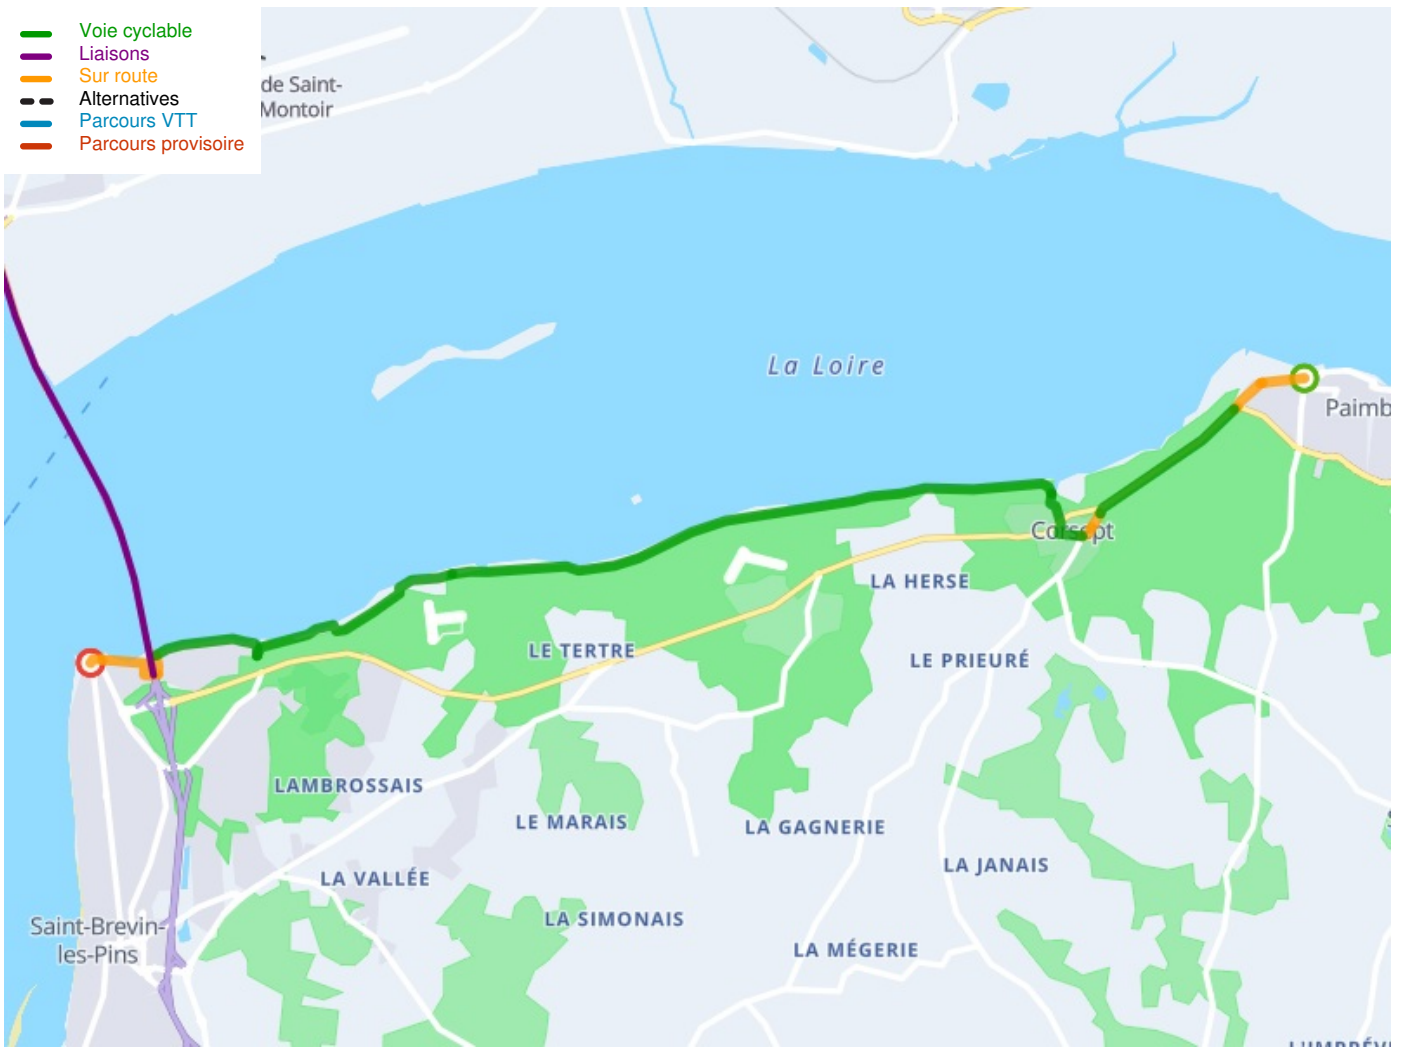 Voie cyclable
Liaisons
Sur route
Alternatives
Parcours VTT
Parcours provisoire
de Saint-
Montoir
La Loire
Paimb
Corsept
LA HERSE
LE TERTRE
LE PRIEURÉ
LAMBROSSAIS
LE MARAIS
LA GAGNERIE
LA JANAIS
LA VALLÉE
LA SIMONAIS
Saint-Brevin-
les-Pins
LA MÉGERIE